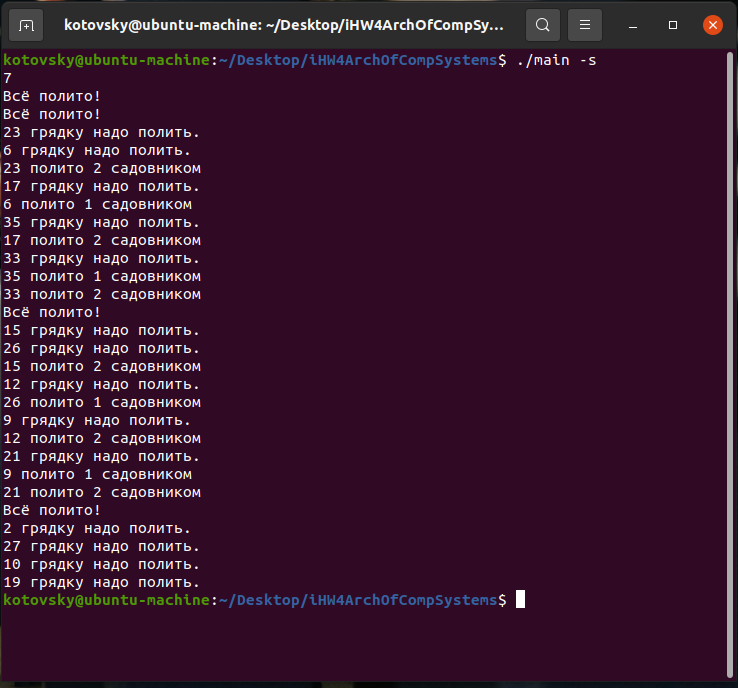 kotovsky@ubuntu-machine: ~/Desktop/iHW4ArchOfCompSy...
kotovsky@ubuntu-machine:~/Desktop/iHW4ArchOfCompSystems$ ./main -s
7
Всё полито!
Всё полито!
23 грядку надо полить.
6 грядку надо полить.
23 полито 2 садовником
17 грядку надо полить.
6 полито 1 садовником
35 грядку надо полить.
17 полито 2 садовником
33 грядку надо полить.
35 полито 1 садовником
33 полито 2 садовником
Всё полито!
15 грядку надо полить.
26 грядку надо полить.
15 полито 2 садовником
12 грядку надо полить.
26 полито 1 садовником
9 грядку надо полить.
12 полито 2 садовником
21 грядку надо полить.
9 полито 1 садовником
21 полито 2 садовником
Всё полито!
2 грядку надо полить.
27 грядку надо полить.
10 грядку надо полить.
19 грядку надо полить.
kotovsky@ubuntu-machine:~/Desktop/iHW4ArchOfCompSystems$